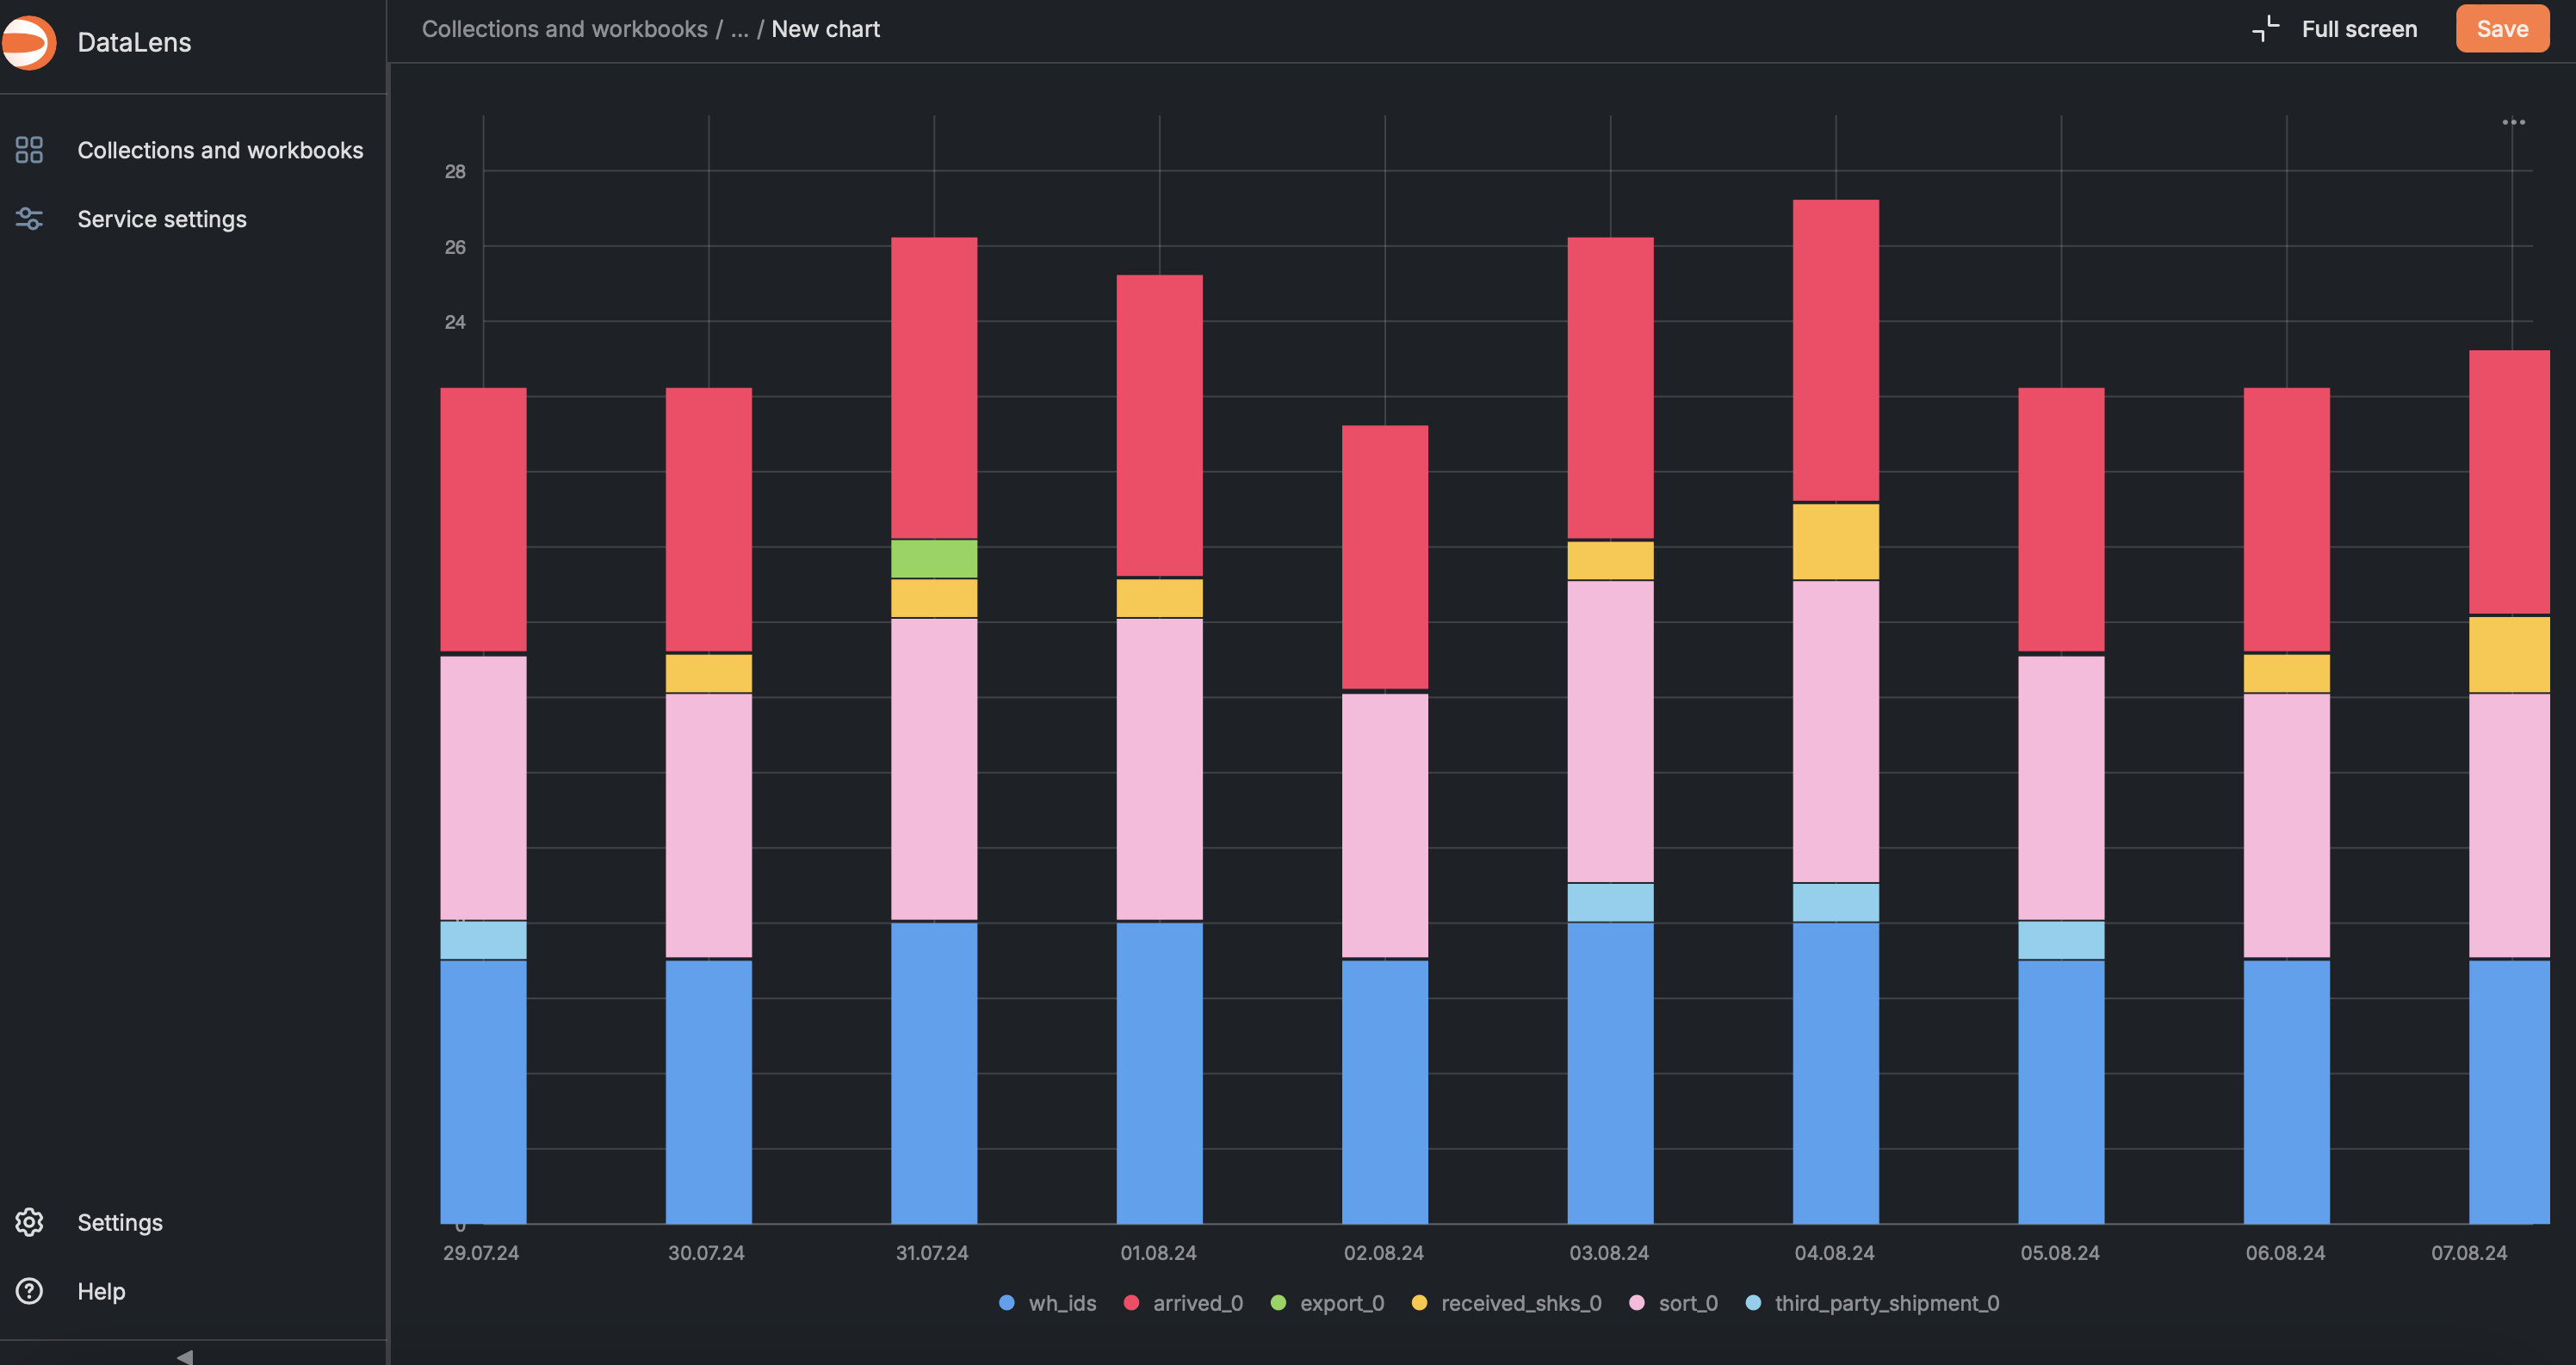 DataLens
Collections and workbooks / ... / New chart
Full screen
Save
Collections and workbooks
Service settings
28
26
24
0
29.07.24
30.07.24
31.07.24
01.08.24
02.08.24
03.08.24
04.08.24
05.08.24
06.08.24
07.08.24
wh_ids
arrived_0
export_0
received_shks_0
sort_0
third_party_shipment_0
Settings
Help